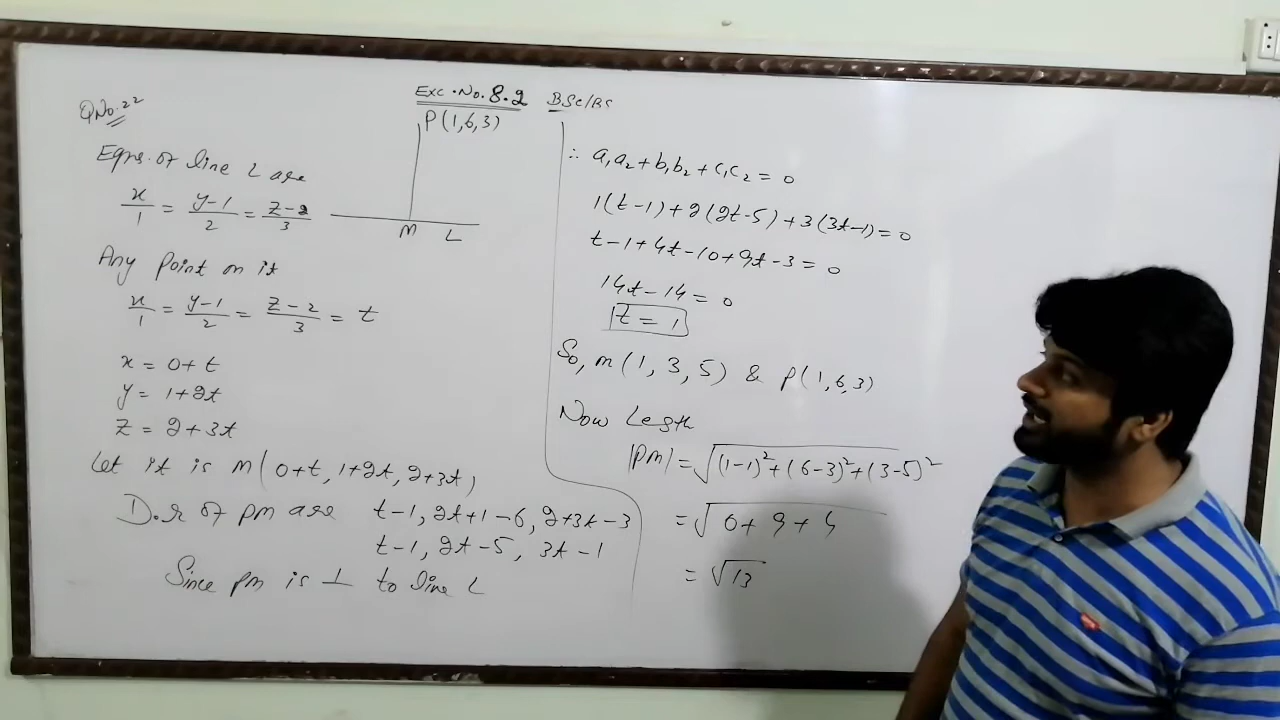 Exc. No. 8.2 BSc/BS
QNo. 22
P(1,6,3)
Eqns. of line L are
x/1 = y-1/2 = z-2/3
M L
Any point on it
x/1 = y-1/2 = z-2/3 = t
x = 0+t
y = 1+2t
z = 2+3t
Let it is m(0+t, 1+2t, 2+3t)
D.r of pm are t-1, 2t+1-6, 2+3t-3
t-1, 2t-5, 3t-1
Since pm is ⊥ to line L
∴ a₁a₂+b₁b₂+c₁c₂ = 0
1(t-1)+2(2t-5)+3(3t-1)=0
t-1+4t-10+9t-3=0
14t-14=0
t = 1
So, m(1, 3, 5) & p(1,6,3)
Now Length
|pm| = √(1-1)²+(6-3)²+(3-5)²
= √0+9+4
= √13